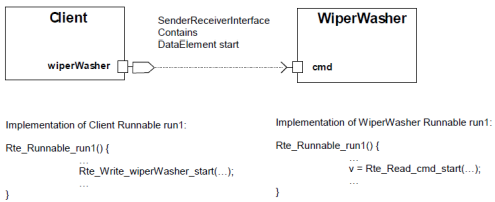 Client
SenderReceiverInterface
Contains
DataElement start
WiperWasher
wiperWasher
cmd
Implementation of Client Runnable run1:
Rte_Runnable_run1() {
...
Rte_Write_wiperWasher_start(...);
...
}
Implementation of WiperWasher Runnable run1:
Rte_Runnable_run1() {
...
v = Rte_Read_cmd_start(...);
...
}